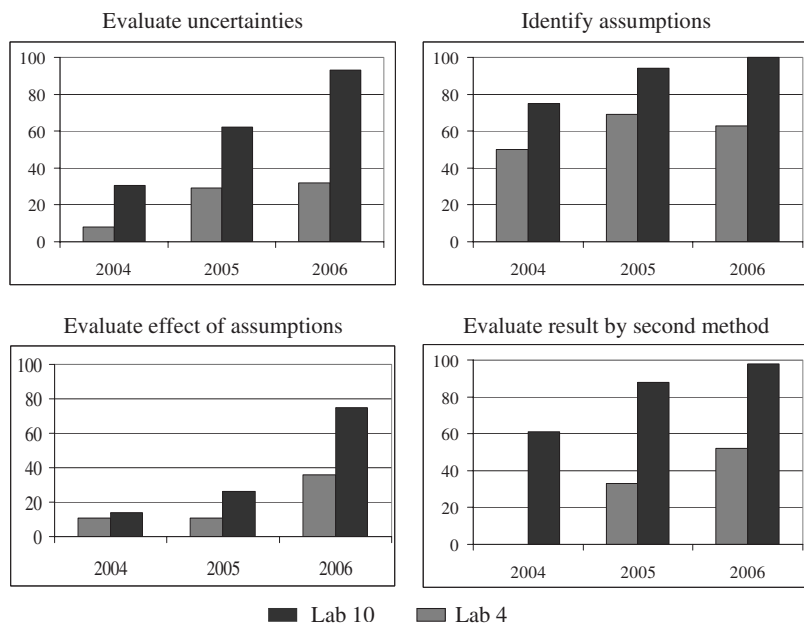 Evaluate uncertainties
100
80
60
40
20
0
2004 2005 2006
Identify assumptions
100
80
60
40
20
0
2004 2005 2006
Evaluate effect of assumptions
100
80
60
40
20
0
2004 2005 2006
Evaluate result by second method
100
80
60
40
20
0
2004 2005 2006
Lab 10 Lab 4